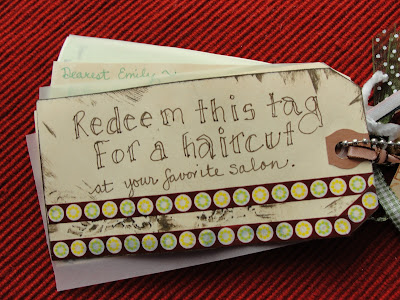 Dearest Emily,
Redeem this tag
For a haircut
at your favorite salon.